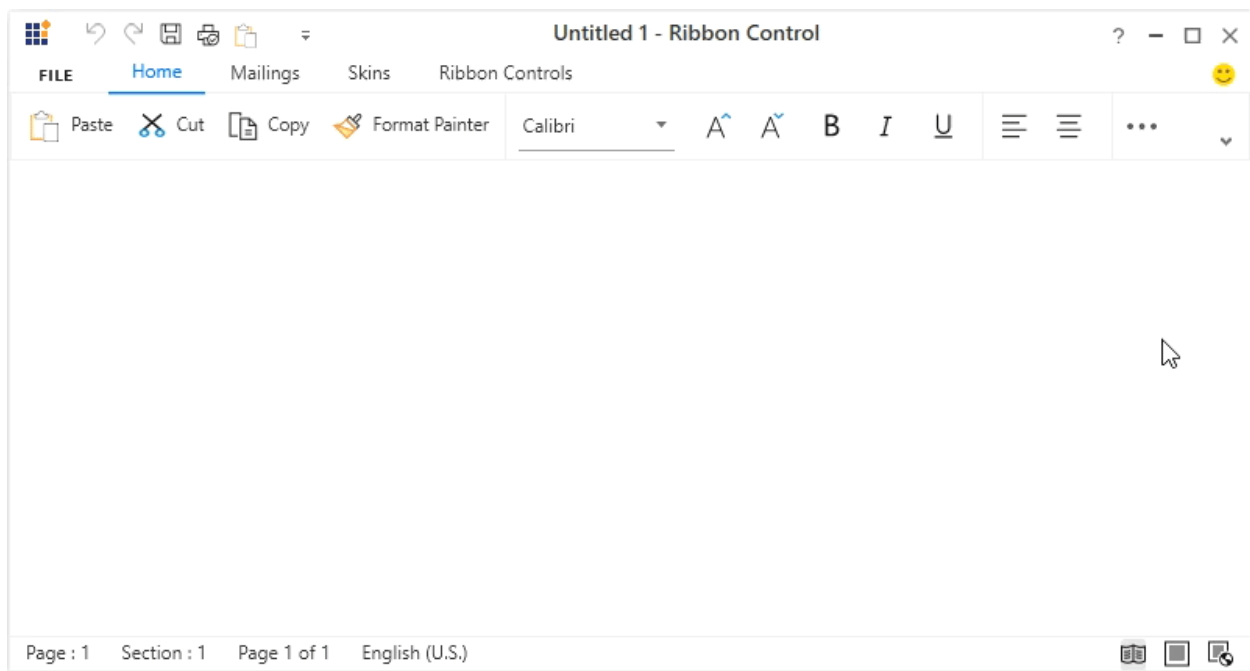 Untitled 1 - Ribbon Control ?
FILE Home Mailings Skins Ribbon Controls
Paste Cut Copy Format Painter Calibri A A B I U
Page : 1 Section : 1 Page 1 of 1 English (U.S.)